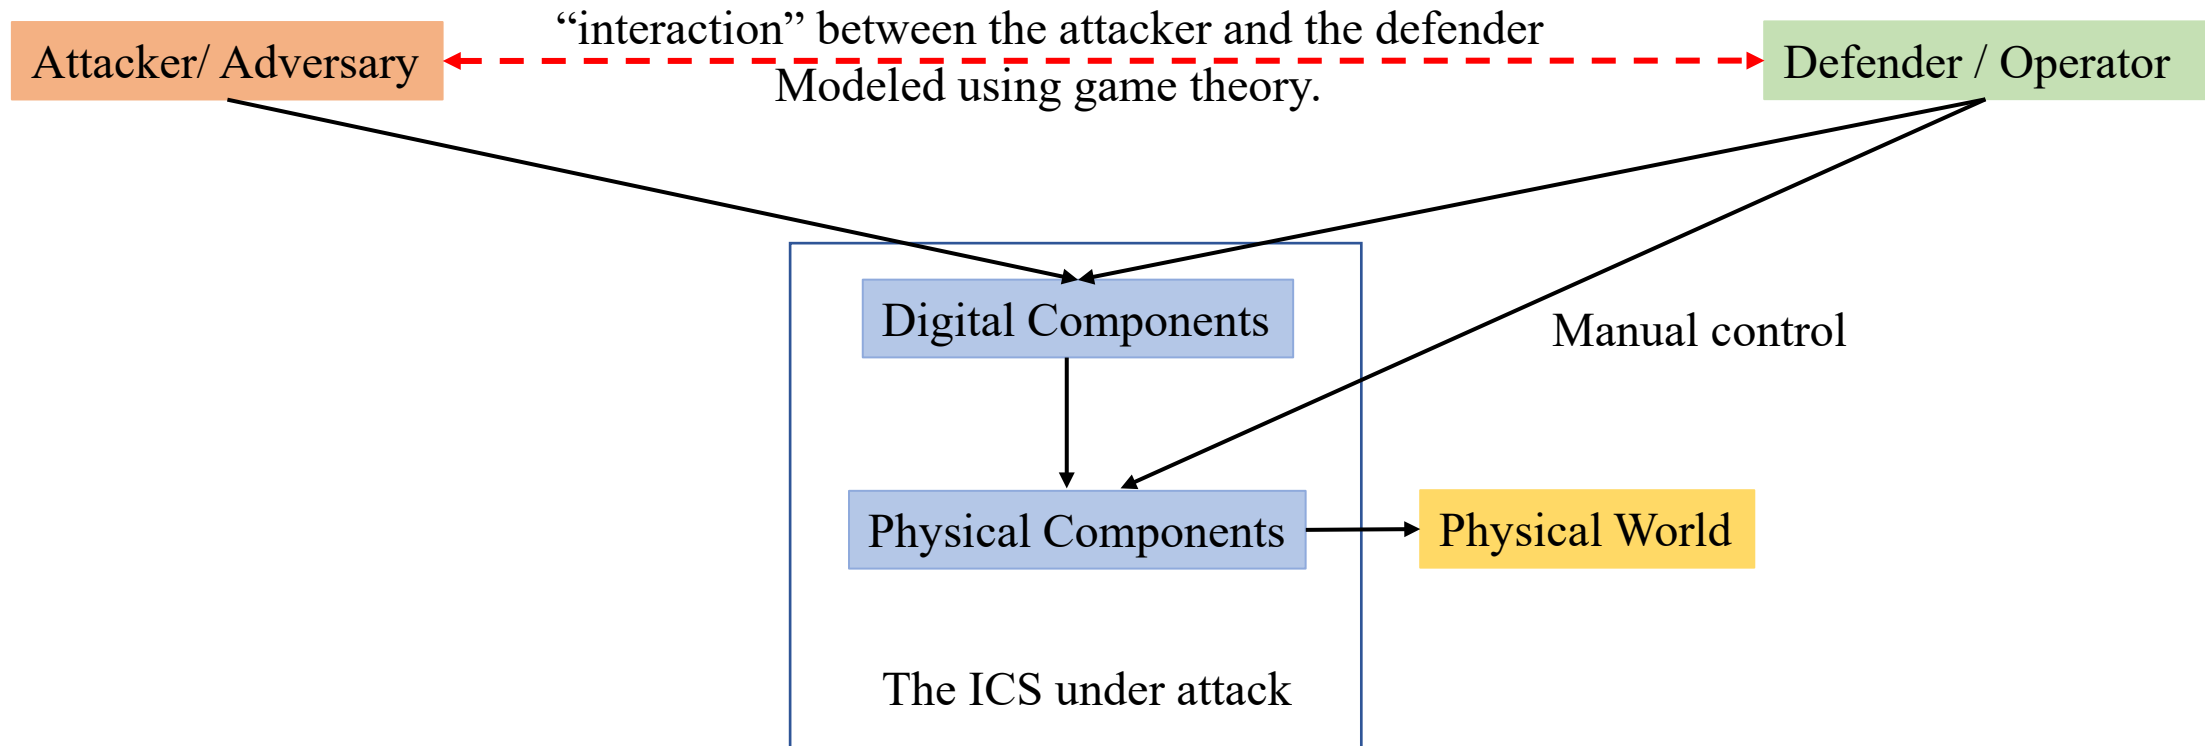 “interaction” between the attacker and the defender
Attacker/ Adversary
Defender / Operator
Modeled using game theory.
Digital Components
Manual control
Physical Components
Physical World
The ICS under attack